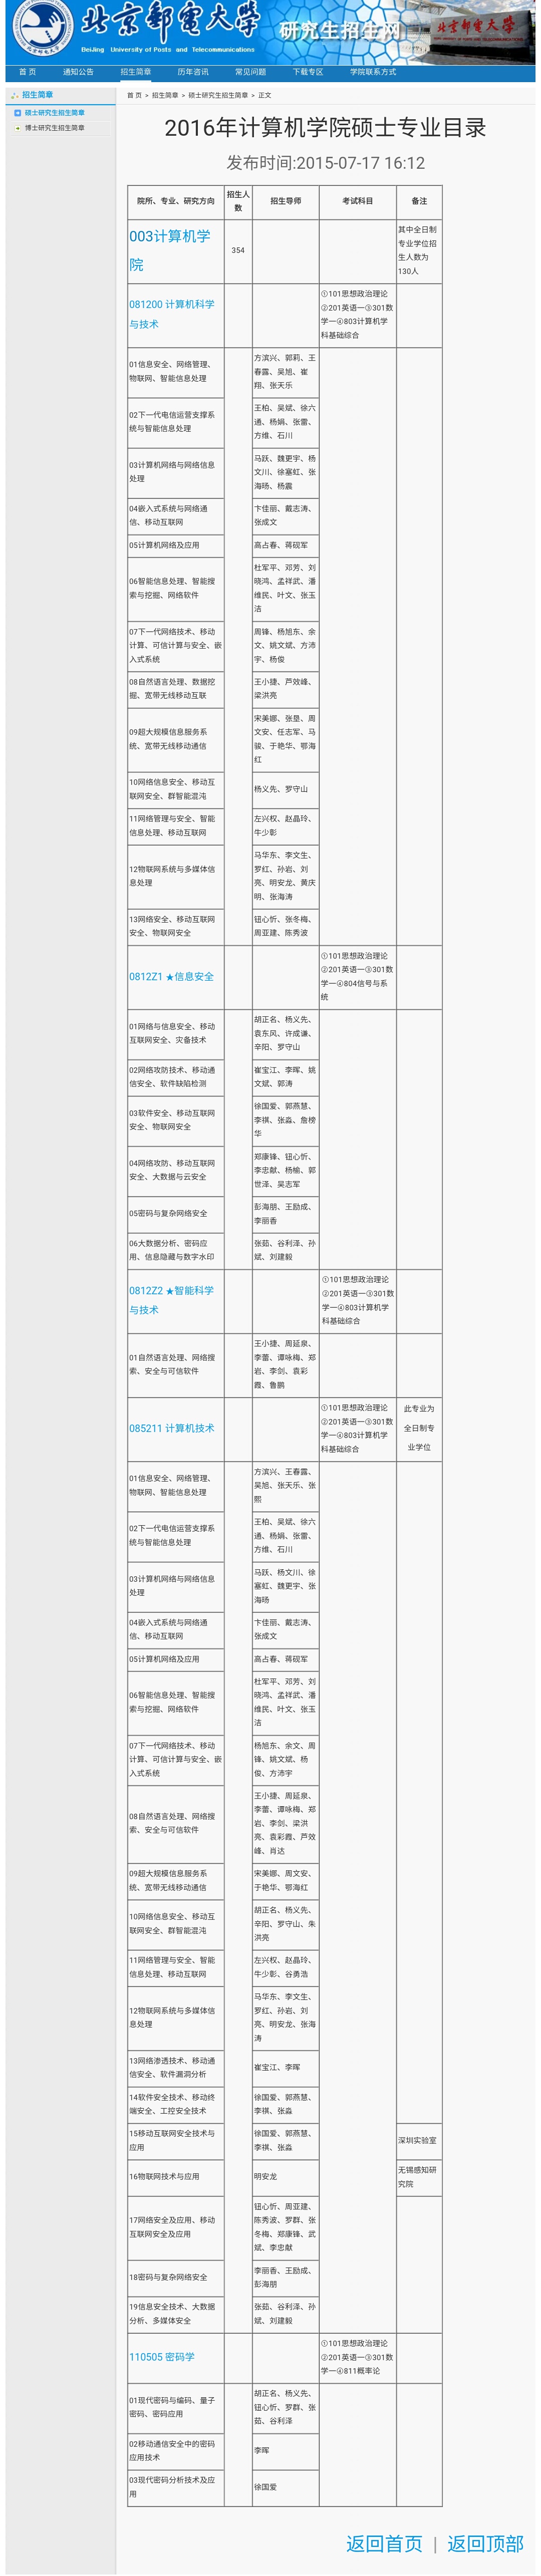 北京邮电大学
BeiJing University of Posts and Telecommunications
研究生招生网
北京邮电大学
首 页 通知公告 招生简章 历年咨讯 常见问题 下载专区 学院联系方式
招生简章
硕士研究生招生简章
博士研究生招生简章
首 页 > 招生简章 > 硕士研究生招生简章 > 正文
2016年计算机学院硕士专业目录
发布时间:2015-07-17 16:12
院所、专业、研究方向
招生人
数
招生导师
考试科目
备注
003计算机学
院
354
其中全日制
专业学位招
生人数为
130人
081200 计算机科学
与技术
①101思想政治理论
②201英语一③301数
学一④803计算机学
科基础综合
01信息安全、网络管理、
物联网、智能信息处理
方滨兴、郭莉、王
春露、吴旭、崔
翔、张天乐
02下一代电信运营支撑系
统与智能信息处理
王柏、吴斌、徐六
通、杨娟、张雷、
方维、石川
03计算机网络与网络信息
处理
马跃、魏更宇、杨
文川、徐塞虹、张
海旸、杨震
04嵌入式系统与网络通
信、移动互联网
卞佳丽、戴志涛、
张成文
05计算机网络及应用
高占春、蒋砚军
06智能信息处理、智能搜
索与挖掘、网络软件
杜军平、邓芳、刘
晓鸿、孟祥武、潘
维民、叶文、张玉
洁
07下一代网络技术、移动
计算、可信计算与安全、嵌
入式系统
周锋、杨旭东、余
文、姚文斌、方沛
宇、杨俊
08自然语言处理、数据挖
掘、宽带无线移动互联
王小捷、芦效峰、
梁洪亮
09超大规模信息服务系
统、宽带无线移动通信
宋美娜、张垦、周
文安、任志军、马
骏、于艳华、鄂海
红
10网络信息安全、移动互
联网安全、群智能混沌
杨义先、罗守山
11网络管理与安全、智能
信息处理、移动互联网
左兴权、赵晶玲、
牛少彰
12物联网系统与多媒体信
息处理
马华东、李文生、
罗红、孙岩、刘
亮、明安龙、黄庆
明、张海涛
13网络安全、移动互联网
安全、物联网安全
钮心忻、张冬梅、
周亚建、陈秀波
0812Z1 ★信息安全
①101思想政治理论
②201英语一③301数
学一④804信号与系
统
01网络与信息安全、移动
互联网安全、灾备技术
胡正名、杨义先、
袁东风、许成谦、
辛阳、罗守山
02网络攻防技术、移动通
信安全、软件缺陷检测
崔宝江、李晖、姚
文斌、郭涛
03软件安全、移动互联网
安全、物联网安全
徐国爱、郭燕慧、
李祺、张淼、詹榜
华
04网络攻防、移动互联网
安全、大数据与云安全
郑康锋、钮心忻、
李忠献、杨榆、郭
世泽、吴志军
05密码与复杂网络安全
彭海朋、王励成、
李丽香
06大数据分析、密码应
用、信息隐藏与数字水印
张茹、谷利泽、孙
斌、刘建毅
0812Z2 ★智能科学
与技术
①101思想政治理论
②201英语一③301数
学一④803计算机学
科基础综合
01自然语言处理、网络搜
索、安全与可信软件
王小捷、周延泉、
李蕾、谭咏梅、郑
岩、李剑、袁彩
霞、鲁鹏
085211 计算机技术
①101思想政治理论
②201英语一③301数
学一④803计算机学
科基础综合
此专业为
全日制专
业学位
01信息安全、网络管理、
物联网、智能信息处理
方滨兴、王春露、
吴旭、张天乐、张
熙
02下一代电信运营支撑系
统与智能信息处理
王柏、吴斌、徐六
通、杨娟、张雷、
方维、石川
03计算机网络与网络信息
处理
马跃、杨文川、徐
塞虹、魏更宇、张
海旸
04嵌入式系统与网络通
信、移动互联网
卞佳丽、戴志涛、
张成文
05计算机网络及应用
高占春、蒋砚军
06智能信息处理、智能搜
索与挖掘、网络软件
杜军平、邓芳、刘
晓鸿、孟祥武、潘
维民、叶文、张玉
洁
07下一代网络技术、移动
计算、可信计算与安全、嵌
入式系统
杨旭东、余文、周
锋、姚文斌、杨
俊、方沛宇
08自然语言处理、网络搜
索、安全与可信软件
王小捷、周延泉、
李蕾、谭咏梅、郑
岩、李剑、梁洪
亮、袁彩霞、芦效
峰、肖达
09超大规模信息服务系
统、宽带无线移动通信
宋美娜、周文安、
于艳华、鄂海红
10网络信息安全、移动互
联网安全、群智能混沌
胡正名、杨义先、
辛阳、罗守山、朱
洪亮
11网络管理与安全、智能
信息处理、移动互联网
左兴权、赵晶玲、
牛少彰、谷勇浩
12物联网系统与多媒体信
息处理
马华东、李文生、
罗红、孙岩、刘
亮、明安龙、张海
涛
13网络渗透技术、移动通
信安全、软件漏洞分析
崔宝江、李晖
14软件安全技术、移动终
端安全、工控安全技术
徐国爱、郭燕慧、
李祺、张淼
15移动互联网安全技术与
应用
徐国爱、郭燕慧、
李祺、张淼
深圳实验室
16物联网技术与应用
明安龙
无锡感知研
究院
17网络安全及应用、移动
互联网安全及应用
钮心忻、周亚建、
陈秀波、罗群、张
冬梅、郑康锋、武
斌、李忠献
18密码与复杂网络安全
李丽香、王励成、
彭海朋
19信息安全技术、大数据
分析、多媒体安全
张茹、谷利泽、孙
斌、刘建毅
110505 密码学
①101思想政治理论
②201英语一③301数
学一④811概率论
01现代密码与编码、量子
密码、密码应用
胡正名、杨义先、
钮心忻、罗群、张
茹、谷利泽
02移动通信安全中的密码
应用技术
李晖
03现代密码分析技术及应
用
徐国爱
返回首页 | 返回顶部